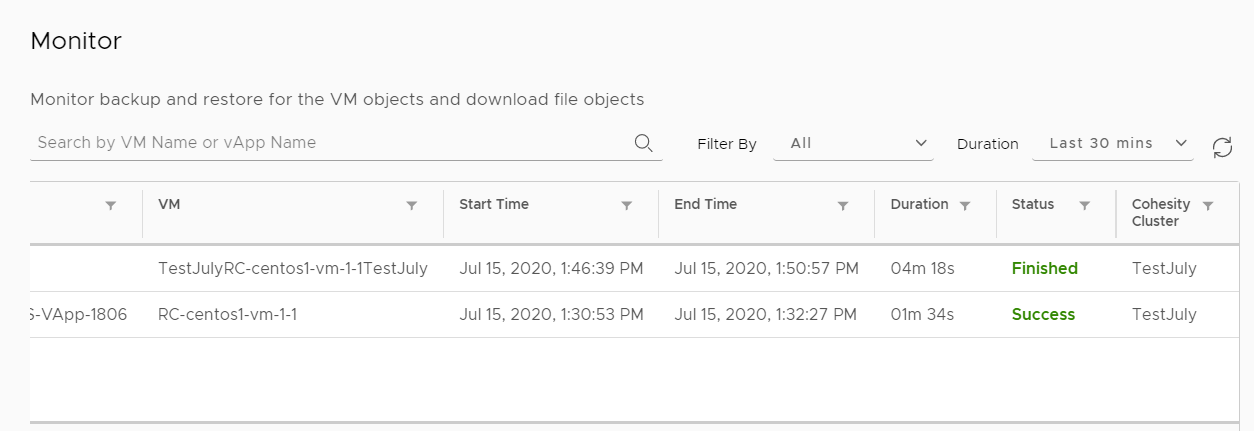 Monitor
Monitor backup and restore for the VM objects and download file objects
Search by VM Name or vApp Name Filter By All Duration Last 30 mins
VM Start Time End Time Duration Status Cohesity Cluster
TestJulyRC-centos1-vm-1-1TestJuly Jul 15, 2020, 1:46:39 PM Jul 15, 2020, 1:50:57 PM 04m 18s Finished TestJuly
S-VApp-1806 RC-centos1-vm-1-1 Jul 15, 2020, 1:30:53 PM Jul 15, 2020, 1:32:27 PM 01m 34s Success TestJuly